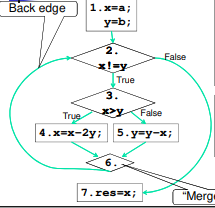 Back edge
1.x=a;
y=b;
2.
x!=y
False
True
3.
x>y
True
False
4.x=x-2y;
5.y=y-x;
6.
7.res=x;
"Merge